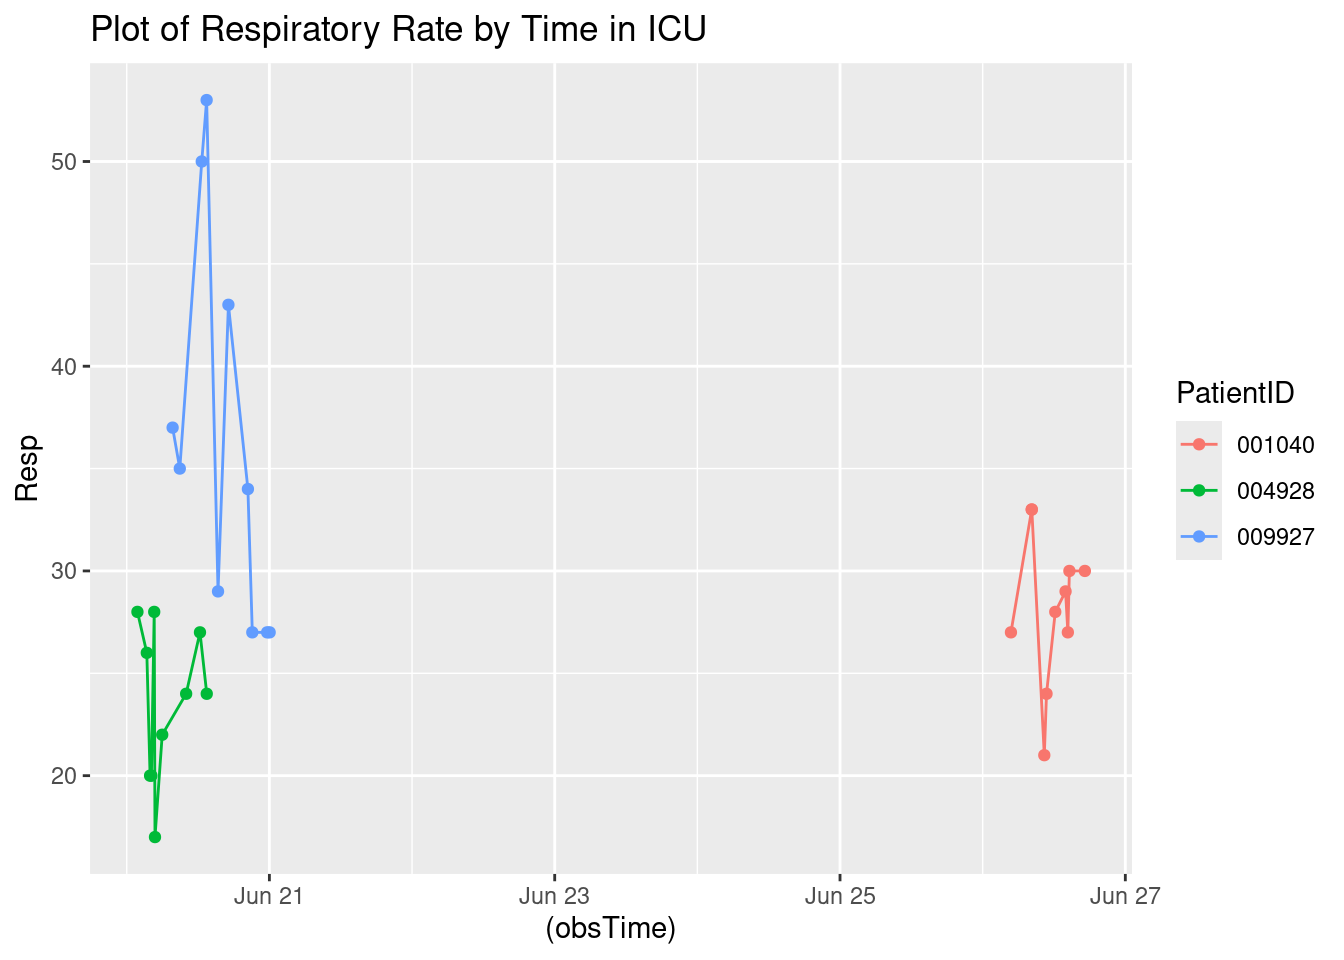 Plot of Respiratory Rate by Time in ICU
50
40
30
20
Resp
Jun 21
Jun 23
Jun 25
Jun 27
(obsTime)
PatientID
001040
004928
009927